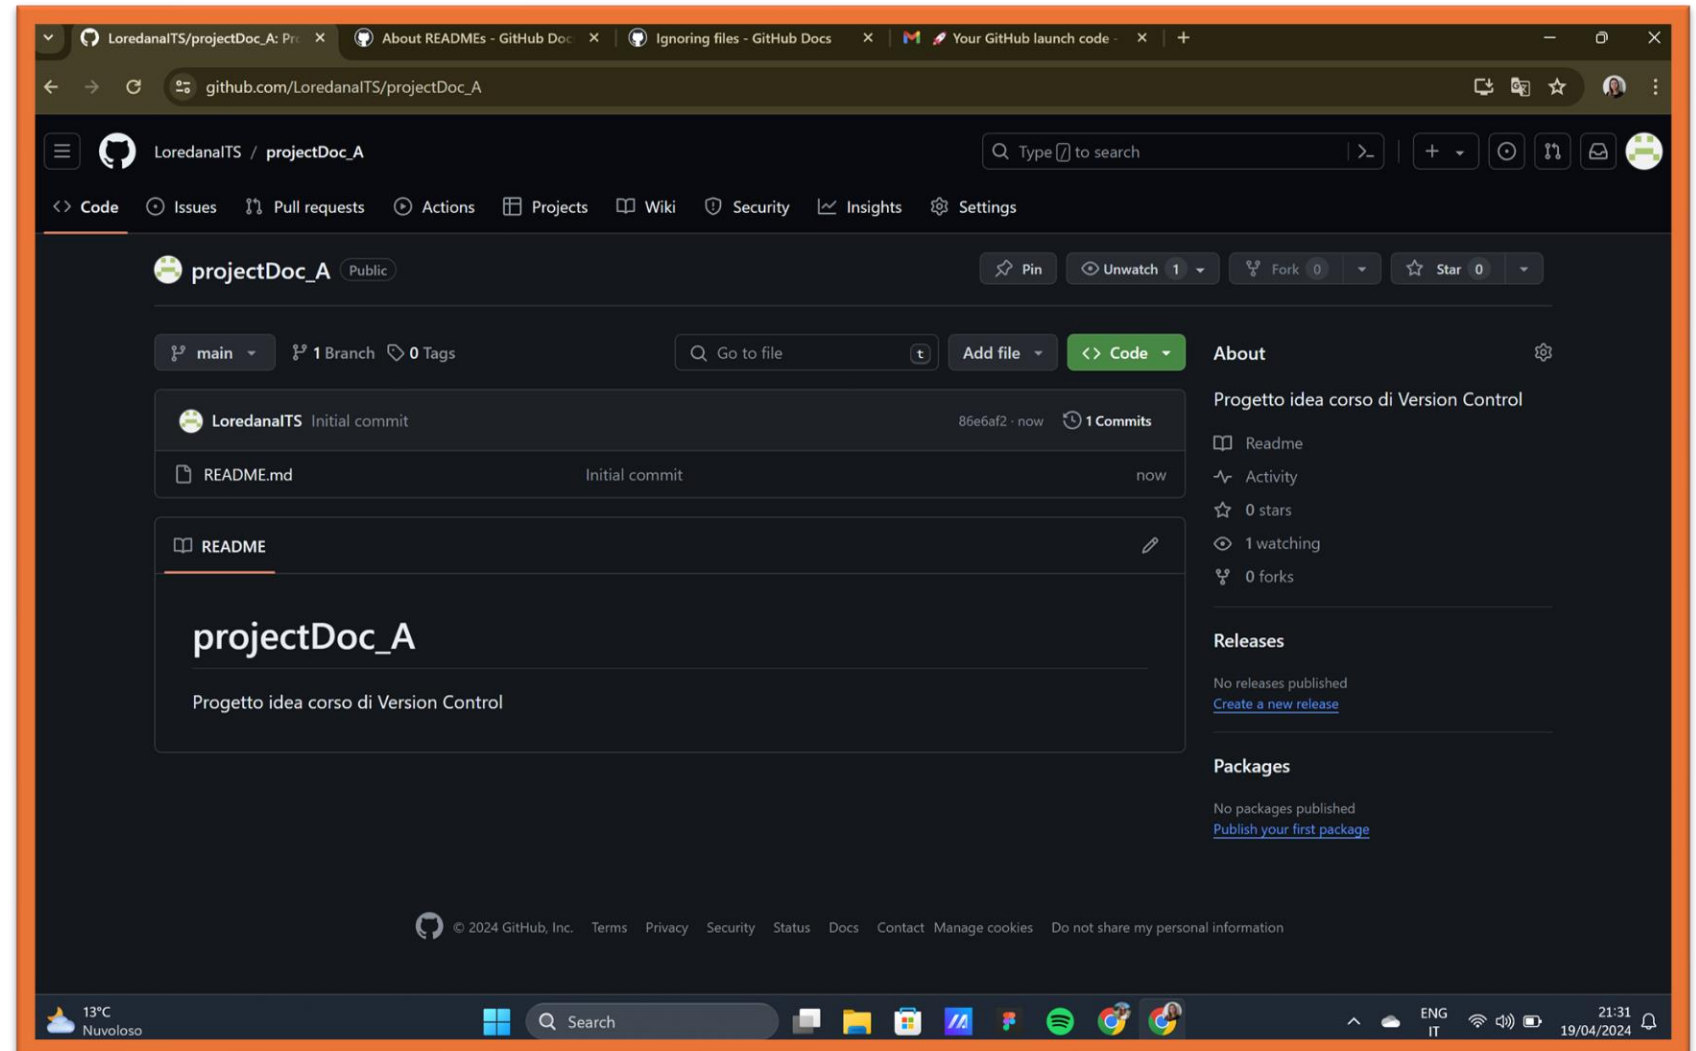 LoredanaITS/projectDoc_A: Pro
About READMEs - GitHub Doc
Ignoring files - GitHub Docs
Your GitHub launch code -
github.com/LoredanaITS/projectDoc_A
LoredanaITS / projectDoc_A
Type / to search
Code
Issues
Pull requests
Actions
Projects
Wiki
Security
Insights
Settings
projectDoc_A Public
Pin
Unwatch 1
Fork 0
Star 0
main
1 Branch
0 Tags
Go to file t
Add file
Code
LoredanaITS Initial commit
86e6af2 · now
1 Commits
README.md
Initial commit
now
README
projectDoc_A
Progetto idea corso di Version Control
About
Progetto idea corso di Version Control
Readme
Activity
0 stars
1 watching
0 forks
Releases
No releases published
Create a new release
Packages
No packages published
Publish your first package
© 2024 GitHub, Inc. Terms Privacy Security Status Docs Contact Manage cookies Do not share my personal information
13°C
Nuvoloso
Search
ENG
IT
21:31
19/04/2024